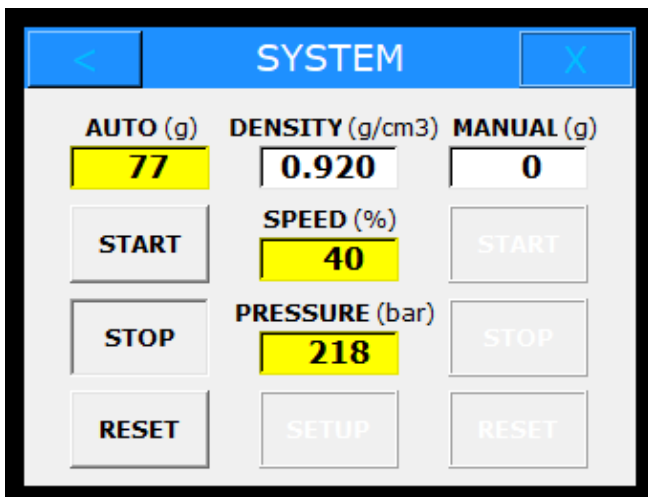 < SYSTEM X
AUTO (g) DENSITY (g/cm3) MANUAL (g)
77 0.920 0
START SPEED (%) START
40
STOP PRESSURE (bar) STOP
218
RESET SETUP RESET